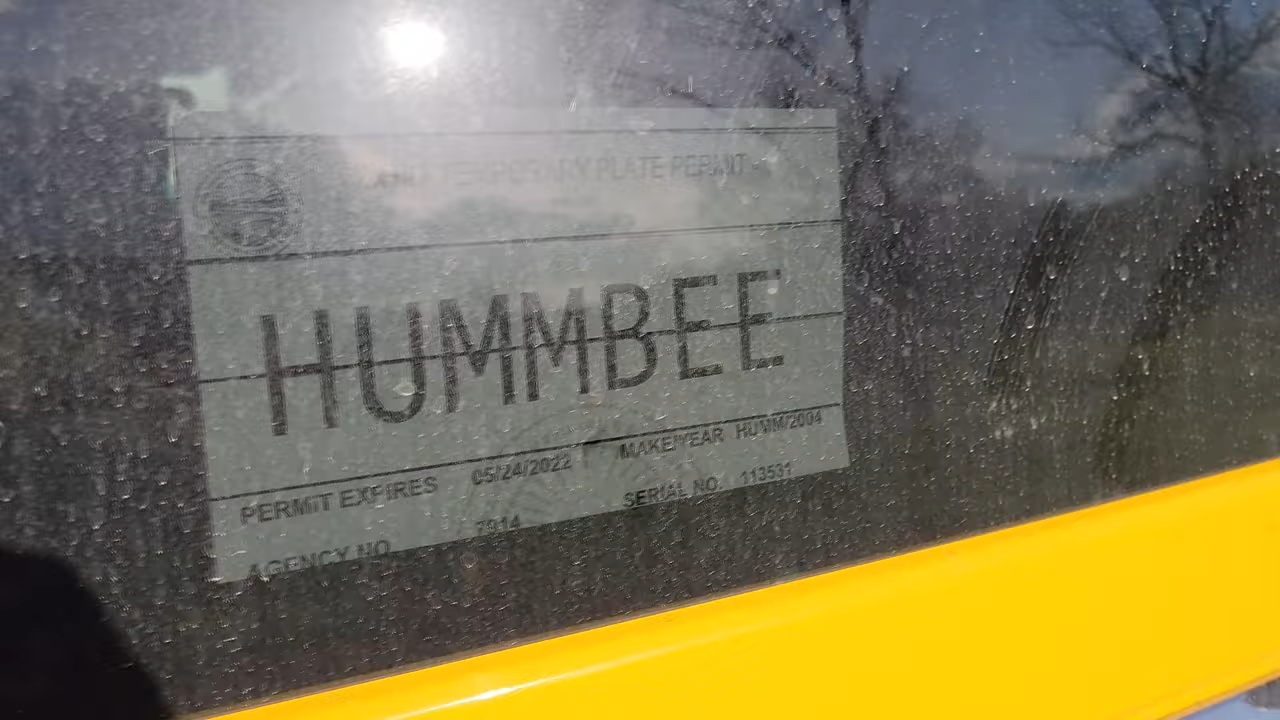 TEMPORARY PLATE PERMIT
HUMMBEE
PERMIT EXPIRES 05/24/2022 MAKE/YEAR HUMM/2004
AGENCY NO. 7914 SERIAL NO. 113531